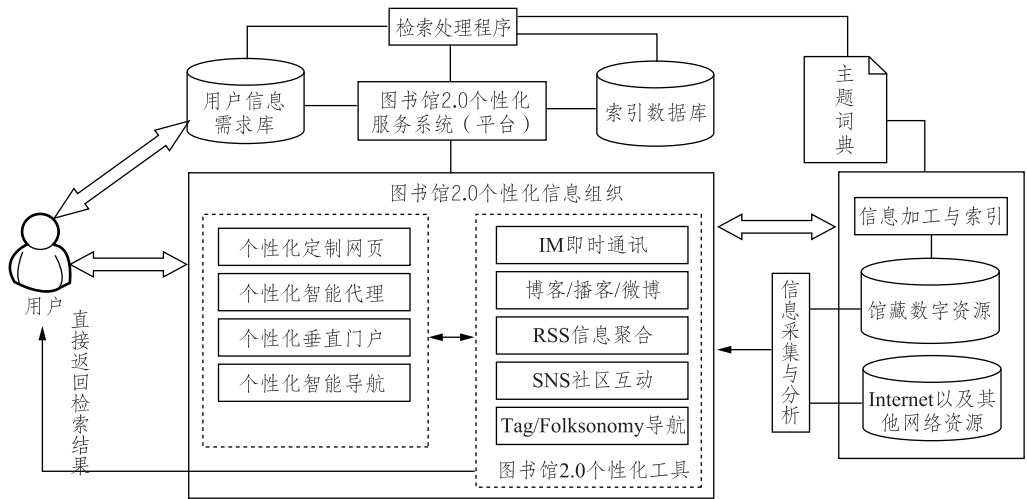 检索处理程序
用户信息
需求库
图书馆2.0个性化
服务系统（平台）
索引数据库
主题词典
图书馆2.0个性化信息组织
个性化定制网页
个性化智能代理
个性化垂直门户
个性化智能导航
IM即时通讯
博客/播客/微博
RSS信息聚合
SNS社区互动
Tag/Folksonomy导航
图书馆2.0个性化工具
信息加工与索引
馆藏数字资源
Internet以及其
他网络资源
信息采集与分析
用户
直接返回检索结果